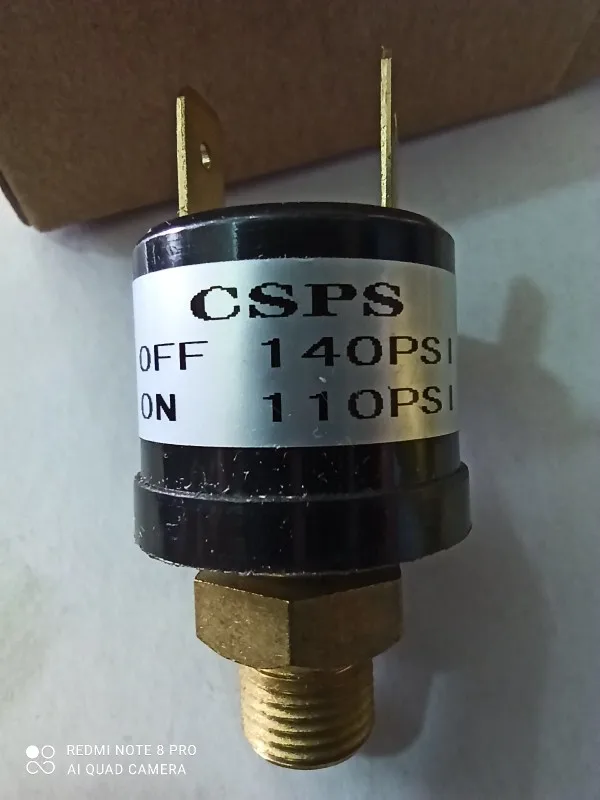 CSPS
OFF 140PSI
ON 110PSI
REDMI NOTE 8 PRO
AI QUAD CAMERA